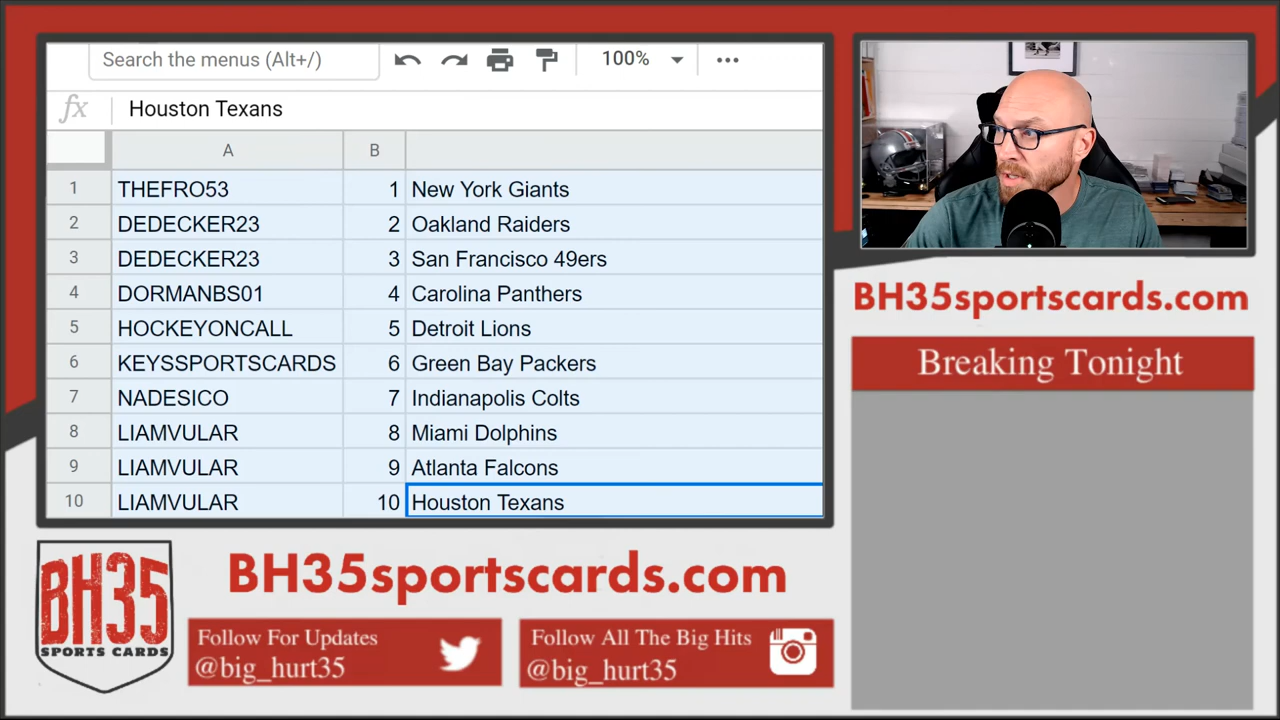 Search the menus (Alt+/)
100%
fx
Houston Texans
A B
1 THEFRO53 1 New York Giants
2 DEDECKER23 2 Oakland Raiders
3 DEDECKER23 3 San Francisco 49ers
4 DORMANBS01 4 Carolina Panthers
5 HOCKEYONCALL 5 Detroit Lions
6 KEYSSPORTSCARDS 6 Green Bay Packers
7 NADESICO 7 Indianapolis Colts
8 LIAMVULAR 8 Miami Dolphins
9 LIAMVULAR 9 Atlanta Falcons
10 LIAMVULAR 10 Houston Texans
BH35sportscards.com
Breaking Tonight
BH35
SPORTS CARDS
BH35sportscards.com
Follow For Updates
@big_hurt35
Follow All The Big Hits
@big_hurt35